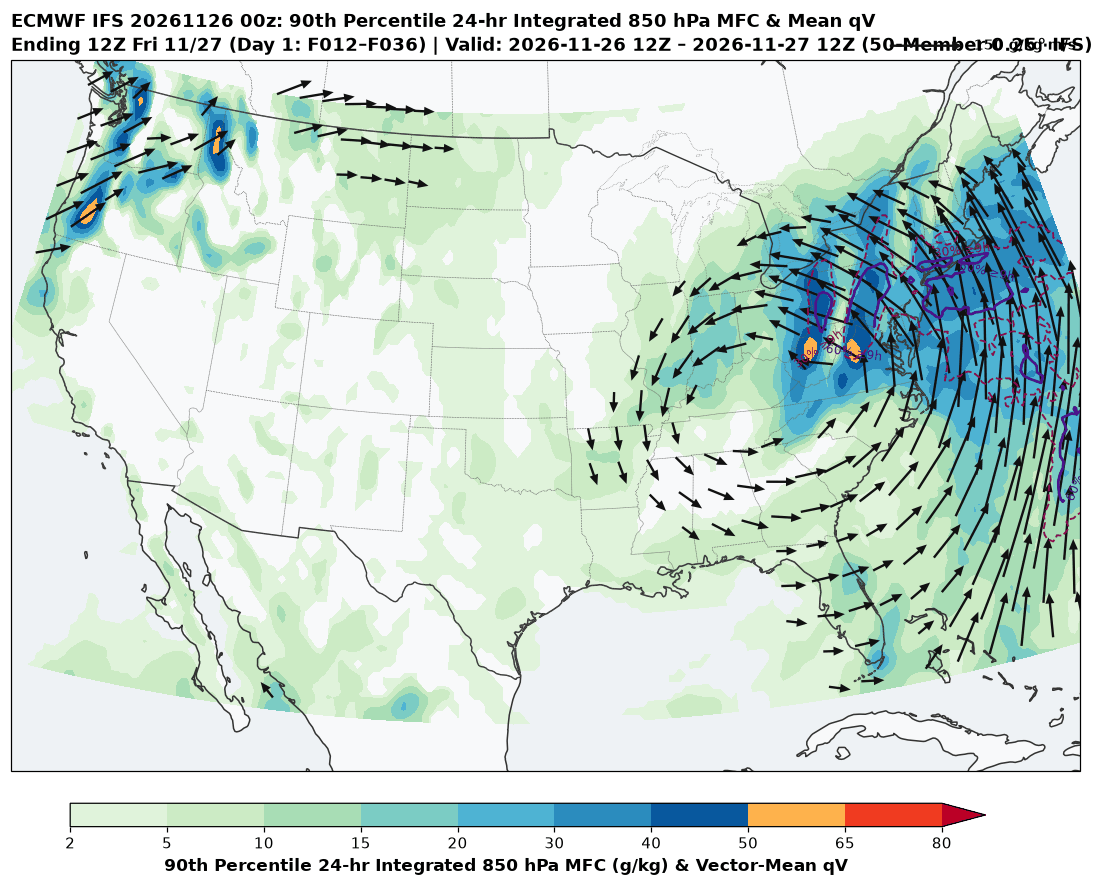 ECMWF IFS 20261126 00z: 90th Percentile 24-hr Integrated 850 hPa MFC & Mean qV
Ending 12Z Fri 11/27 (Day 1: F012–F036) | Valid: 2026-11-26 12Z – 2026-11-27 12Z (50-Member 0.25° IFS)
2 5 10 15 20 30 40 50 65 80
90th Percentile 24-hr Integrated 850 hPa MFC (g/kg) & Vector-Mean qV